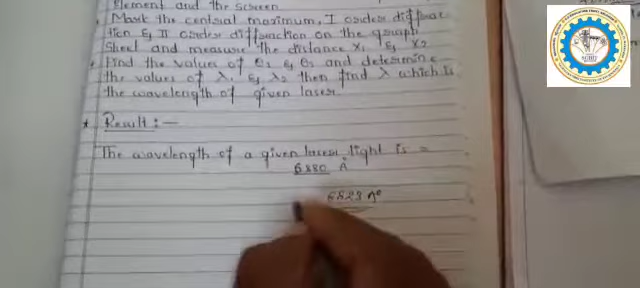 Element and the screen
Mark the central maximum, I order diffrac
tion & II order diffraction on the graph
Sheet and measure the distance X₁ & X₂
Find the values of θ₁ & θ₂ and determine
the values of λ₁ & λ₂ then find λ which is
the wavelength of given laser.
* Result :-
The wavelength of a given laser light is =
A°
A°